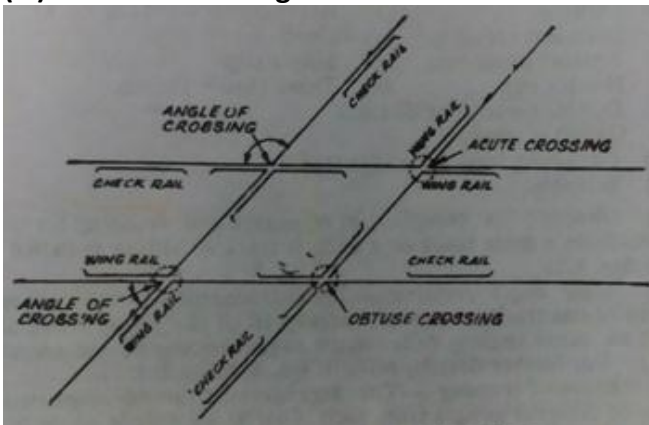 CHECK RAIL
ANGLE OF
CROSSING
WING RAIL
ACUTE CROSSING
CHECK RAIL
WING RAIL
WING RAIL
CHECK RAIL
ANGLE OF
CROSSING
WING RAIL
OBTUSE CROSSING
CHECK RAIL